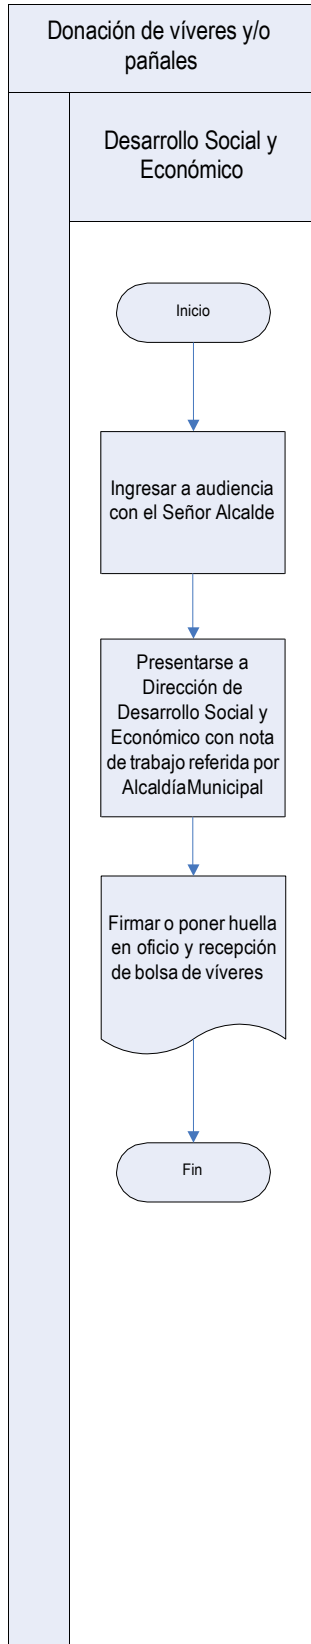 Donación de víveres y/o
pañales
Desarrollo Social y
Económico
Inicio
Ingresar a audiencia
con el Señor Alcalde
Presentarse a
Dirección de
Desarrollo Social y
Económico con nota
de trabajo referida por
AlcaldíaMunicipal
Firmar o poner huella
en oficio y recepción
de bolsa de víveres
Fin